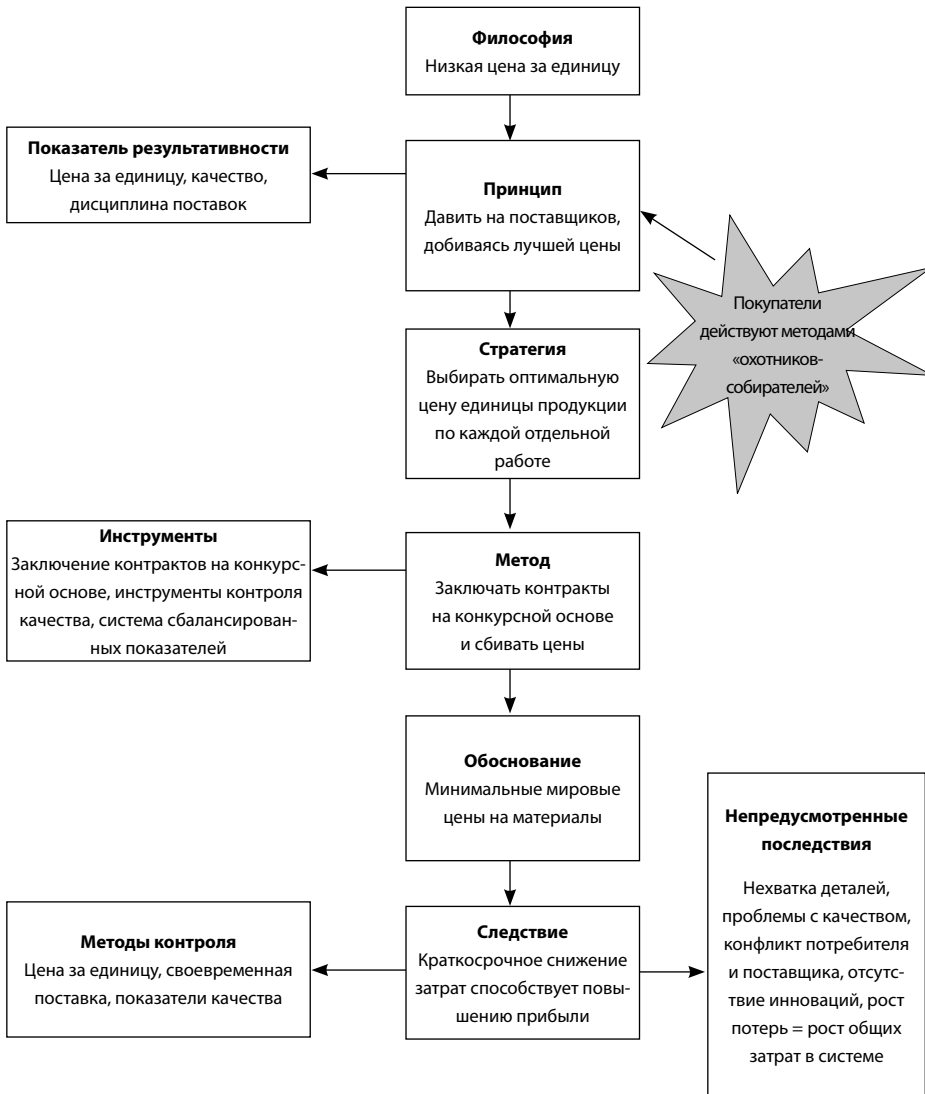 Философия
Низкая цена за единицу
Показатель результативности
Цена за единицу, качество,
дисциплина поставок
Принцип
Давить на поставщиков,
добиваясь лучшей цены
Покупатели
действуют методами
«охотников-
собирателей»
Стратегия
Выбирать оптимальную
цену единицы продукции
по каждой отдельной
работе
Инструменты
Заключение контрактов на конкурс-
ной основе, инструменты контроля
качества, система сбалансирован-
ных показателей
Метод
Заключать контракты
на конкурсной основе
и сбивать цены
Обоснование
Минимальные мировые
цены на материалы
Непредусмотренные
последствия
Нехватка деталей,
проблемы с качеством,
конфликт потребителя
и поставщика, отсутс-
твие инноваций, рост
потерь = рост общих
затрат в системе
Методы контроля
Цена за единицу, своевременная
поставка, показатели качества
Следствие
Краткосрочное снижение
затрат способствует повы-
шению прибыли